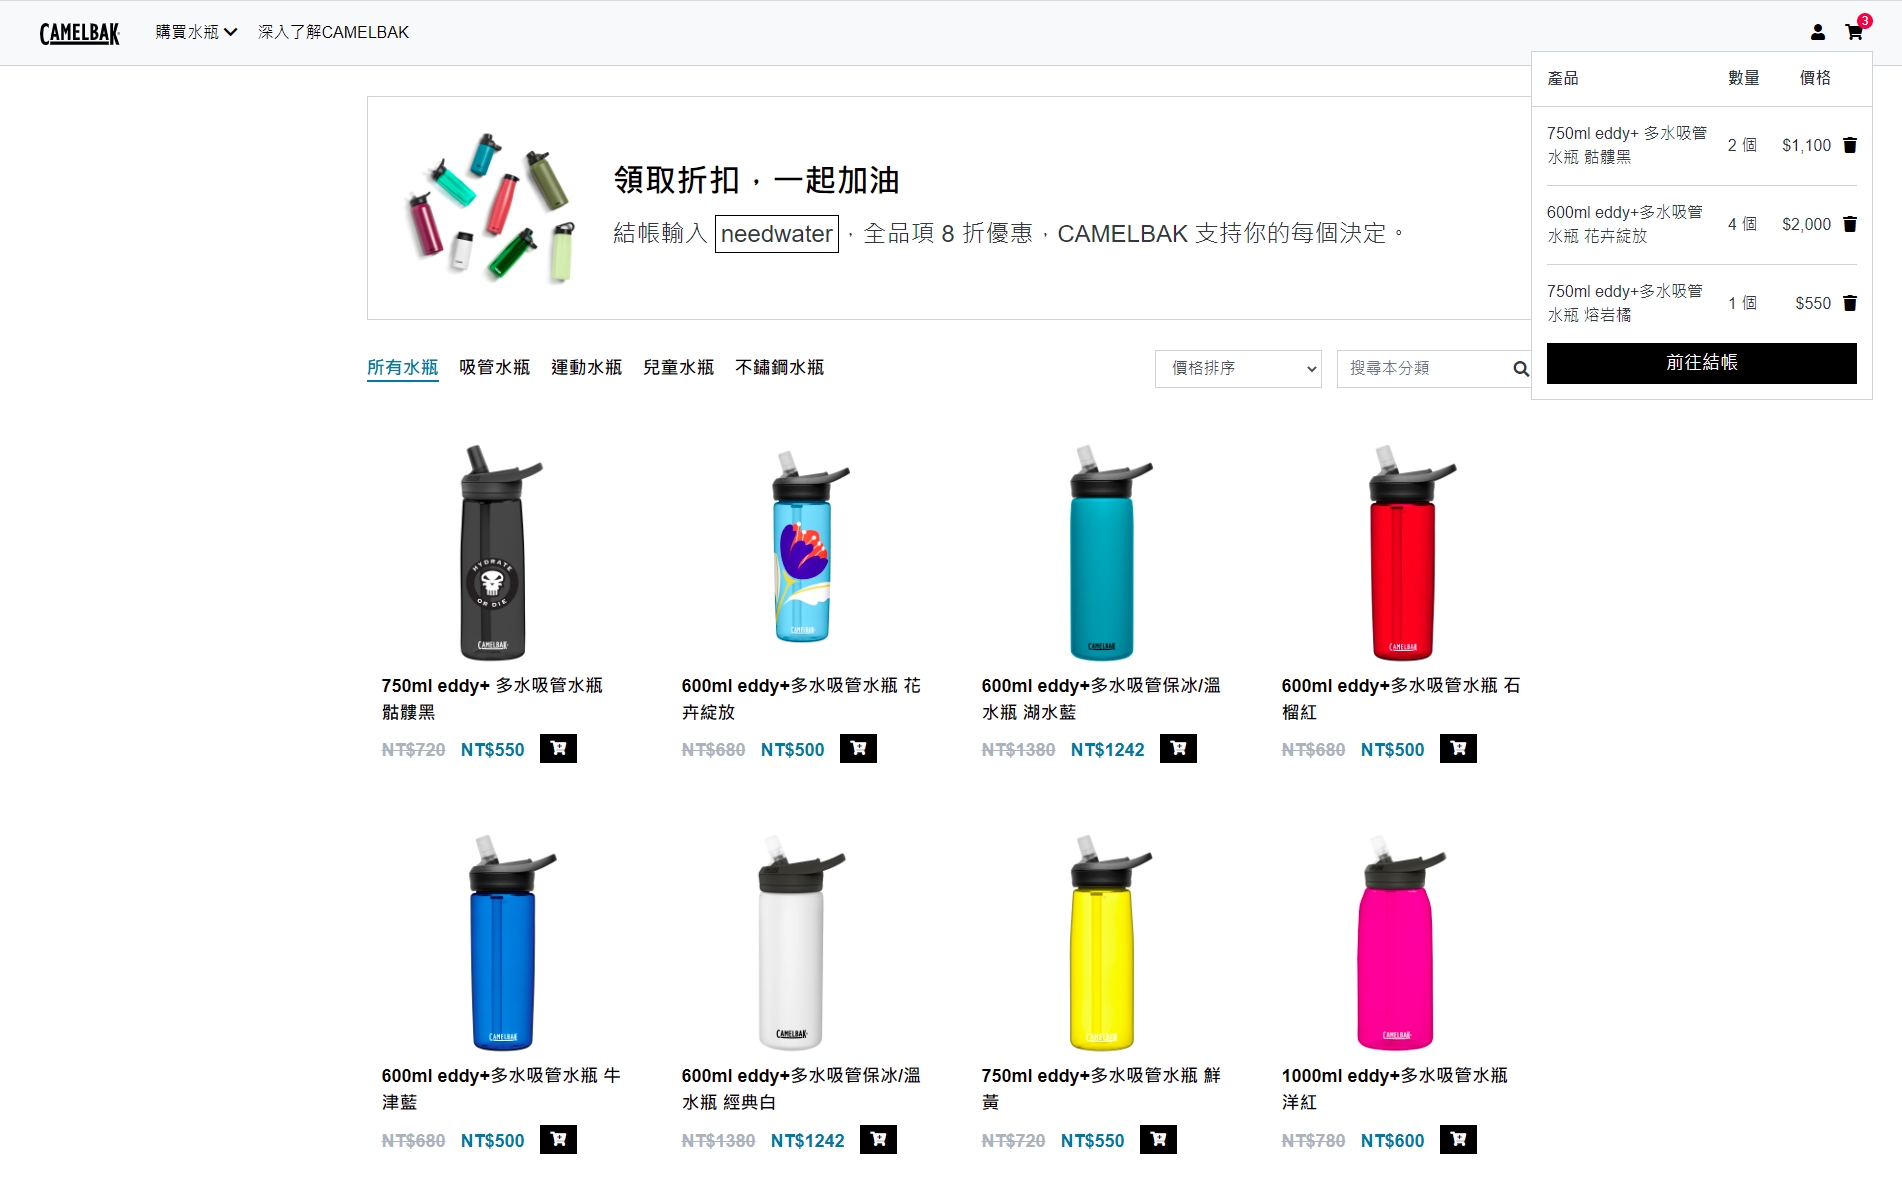 CAMELBAK
購買水瓶
深入了解CAMELBAK
3
產品 數量 價格
750ml eddy+ 多水吸管
水瓶 骷髏黑
2 個 $1,100
600ml eddy+多水吸管
水瓶 花卉綻放
4 個 $2,000
750ml eddy+多水吸管
水瓶 熔岩橘
1 個 $550
前往結帳
領取折扣，一起加油
結帳輸入 needwater ，全品項 8 折優惠，CAMELBAK 支持你的每個決定。
所有水瓶 吸管水瓶 運動水瓶 兒童水瓶 不鏽鋼水瓶
價格排序
搜尋本分類
HYDRATE
OR DIE
CAMELBAK
750ml eddy+ 多水吸管水瓶
骷髏黑
NT$720 NT$550
CAMELBAK
600ml eddy+多水吸管水瓶 花
卉綻放
NT$680 NT$500
CAMELBAK
600ml eddy+多水吸管保冰/溫
水瓶 湖水藍
NT$1380 NT$1242
CAMELBAK
600ml eddy+多水吸管水瓶 石
榴紅
NT$680 NT$500
CAMELBAK
600ml eddy+多水吸管水瓶 牛
津藍
NT$680 NT$500
CAMELBAK
600ml eddy+多水吸管保冰/溫
水瓶 經典白
NT$1380 NT$1242
CAMELBAK
750ml eddy+多水吸管水瓶 鮮
黃
NT$720 NT$550
CAMELBAK
1000ml eddy+多水吸管水瓶
洋紅
NT$780 NT$600